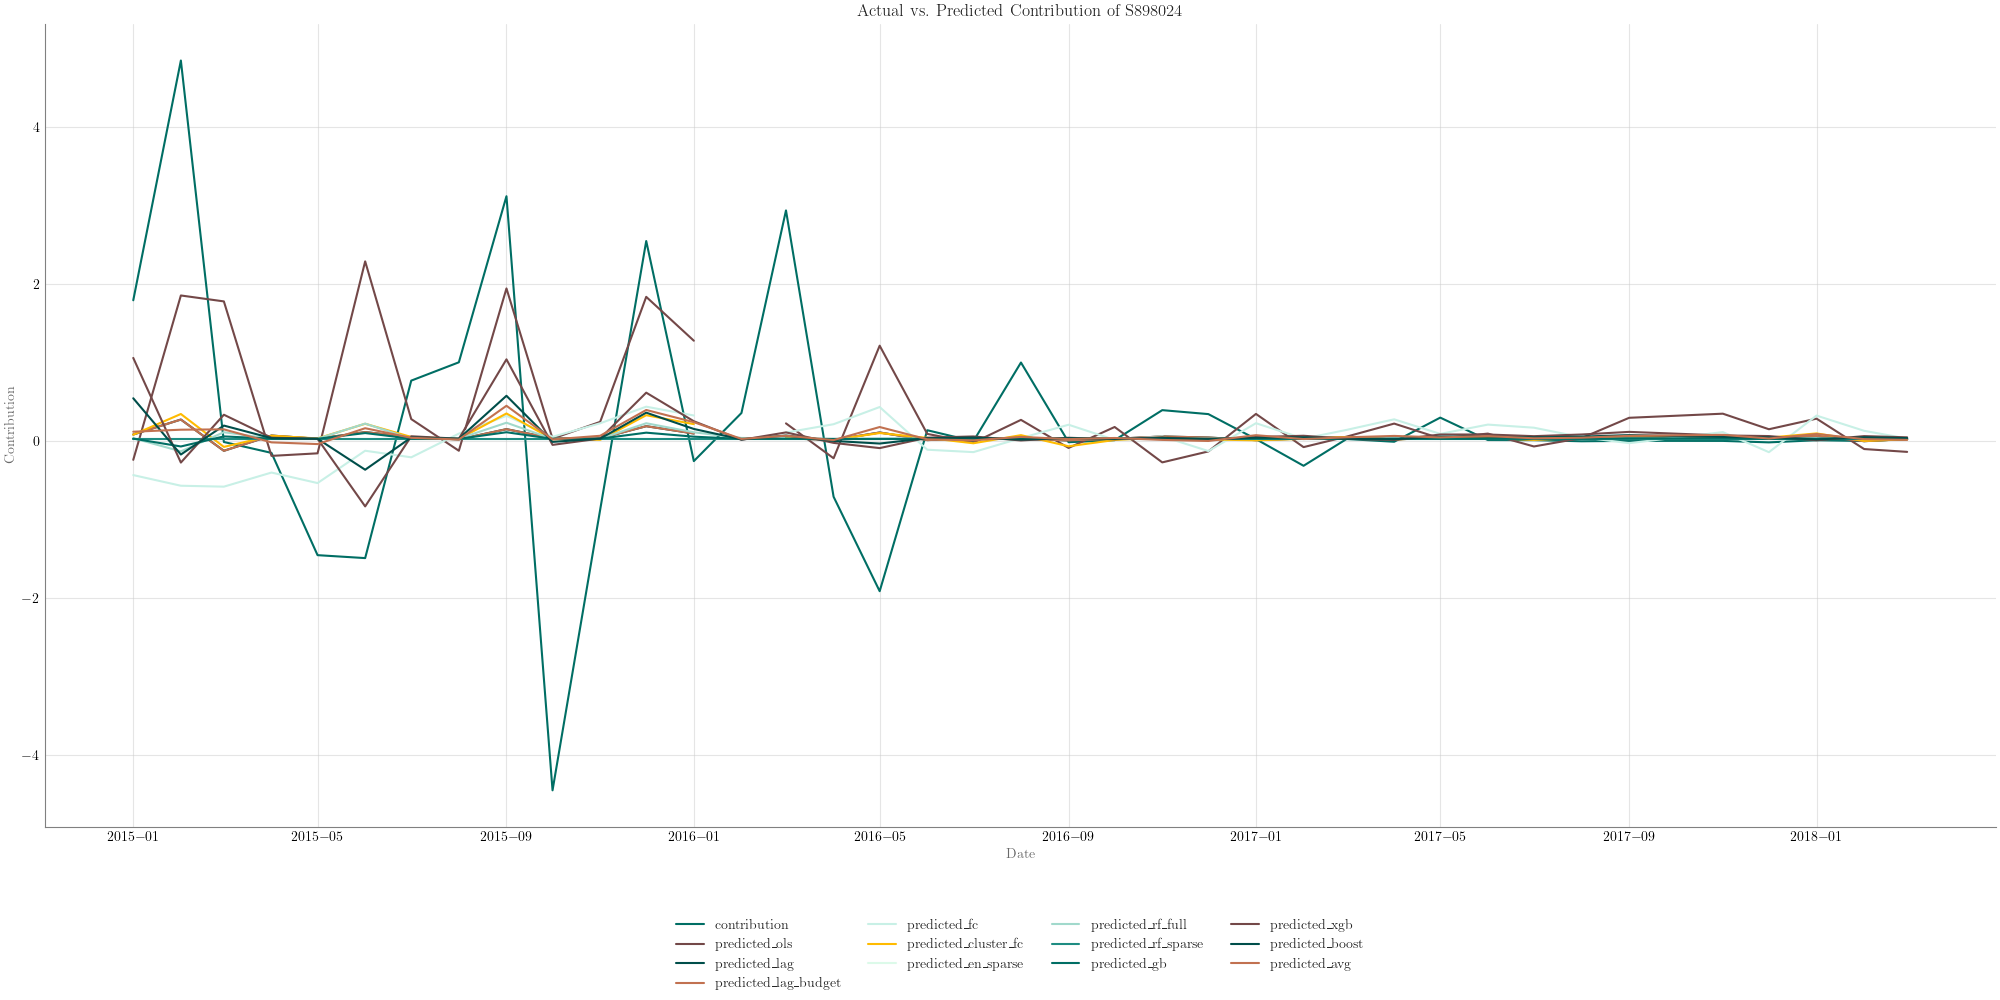 Actual vs. Predicted Contribution of S898024
Contribution
4
2
0
−2
−4
2015−01 2015−05 2015−09 2016−01 2016−05 2016−09 2017−01 2017−05 2017−09 2018−01
Date
contribution predicted_fc predicted_rf_full predicted_xgb
predicted_ols predicted_cluster_fc predicted_rf_sparse predicted_boost
predicted_lag predicted_en_sparse predicted_gb predicted_avg
predicted_lag_budget